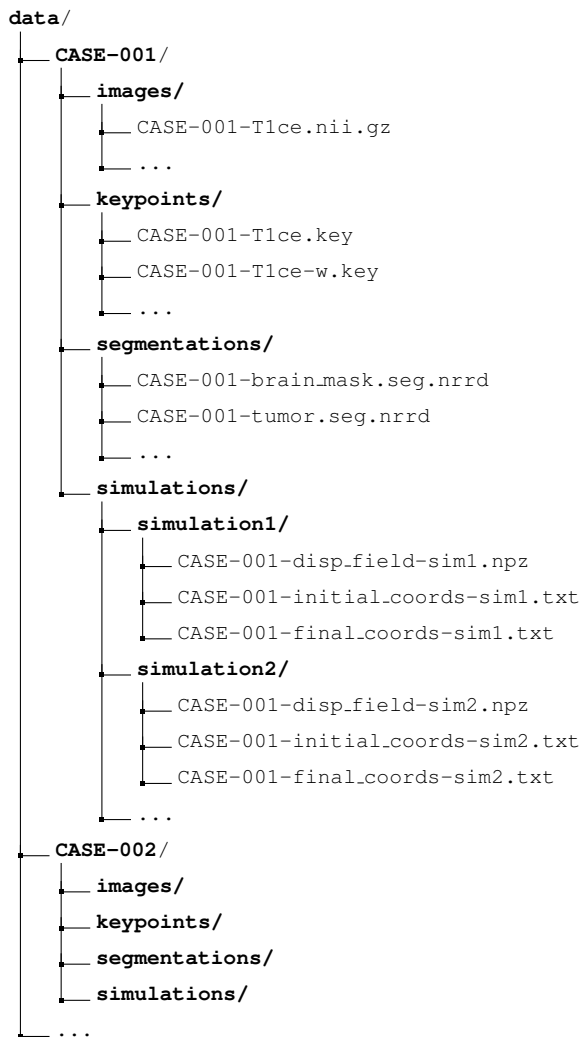 data/
CASE-001/
images/
CASE-001-T1ce.nii.gz
...
keypoints/
CASE-001-T1ce.key
CASE-001-T1ce-w.key
...
segmentations/
CASE-001-brain_mask.seg.nrrd
CASE-001-tumor.seg.nrrd
...
simulations/
simulation1/
CASE-001-disp_field-sim1.npz
CASE-001-initial_coords-sim1.txt
CASE-001-final_coords-sim1.txt
simulation2/
CASE-001-disp_field-sim2.npz
CASE-001-initial_coords-sim2.txt
CASE-001-final_coords-sim2.txt
...
CASE-002/
images/
keypoints/
segmentations/
simulations/
...